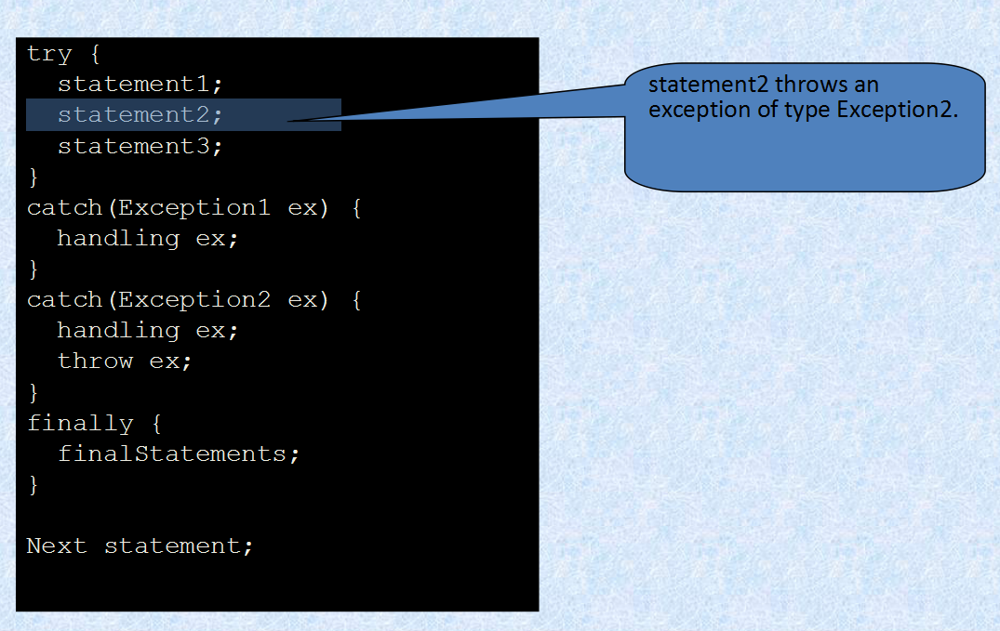 try {
  statement1;
  statement2;
  statement3;
}
catch(Exception1 ex) {
  handling ex;
}
catch(Exception2 ex) {
  handling ex;
  throw ex;
}
finally {
  finalStatements;
}

Next statement;
statement2 throws an
exception of type Exception2.